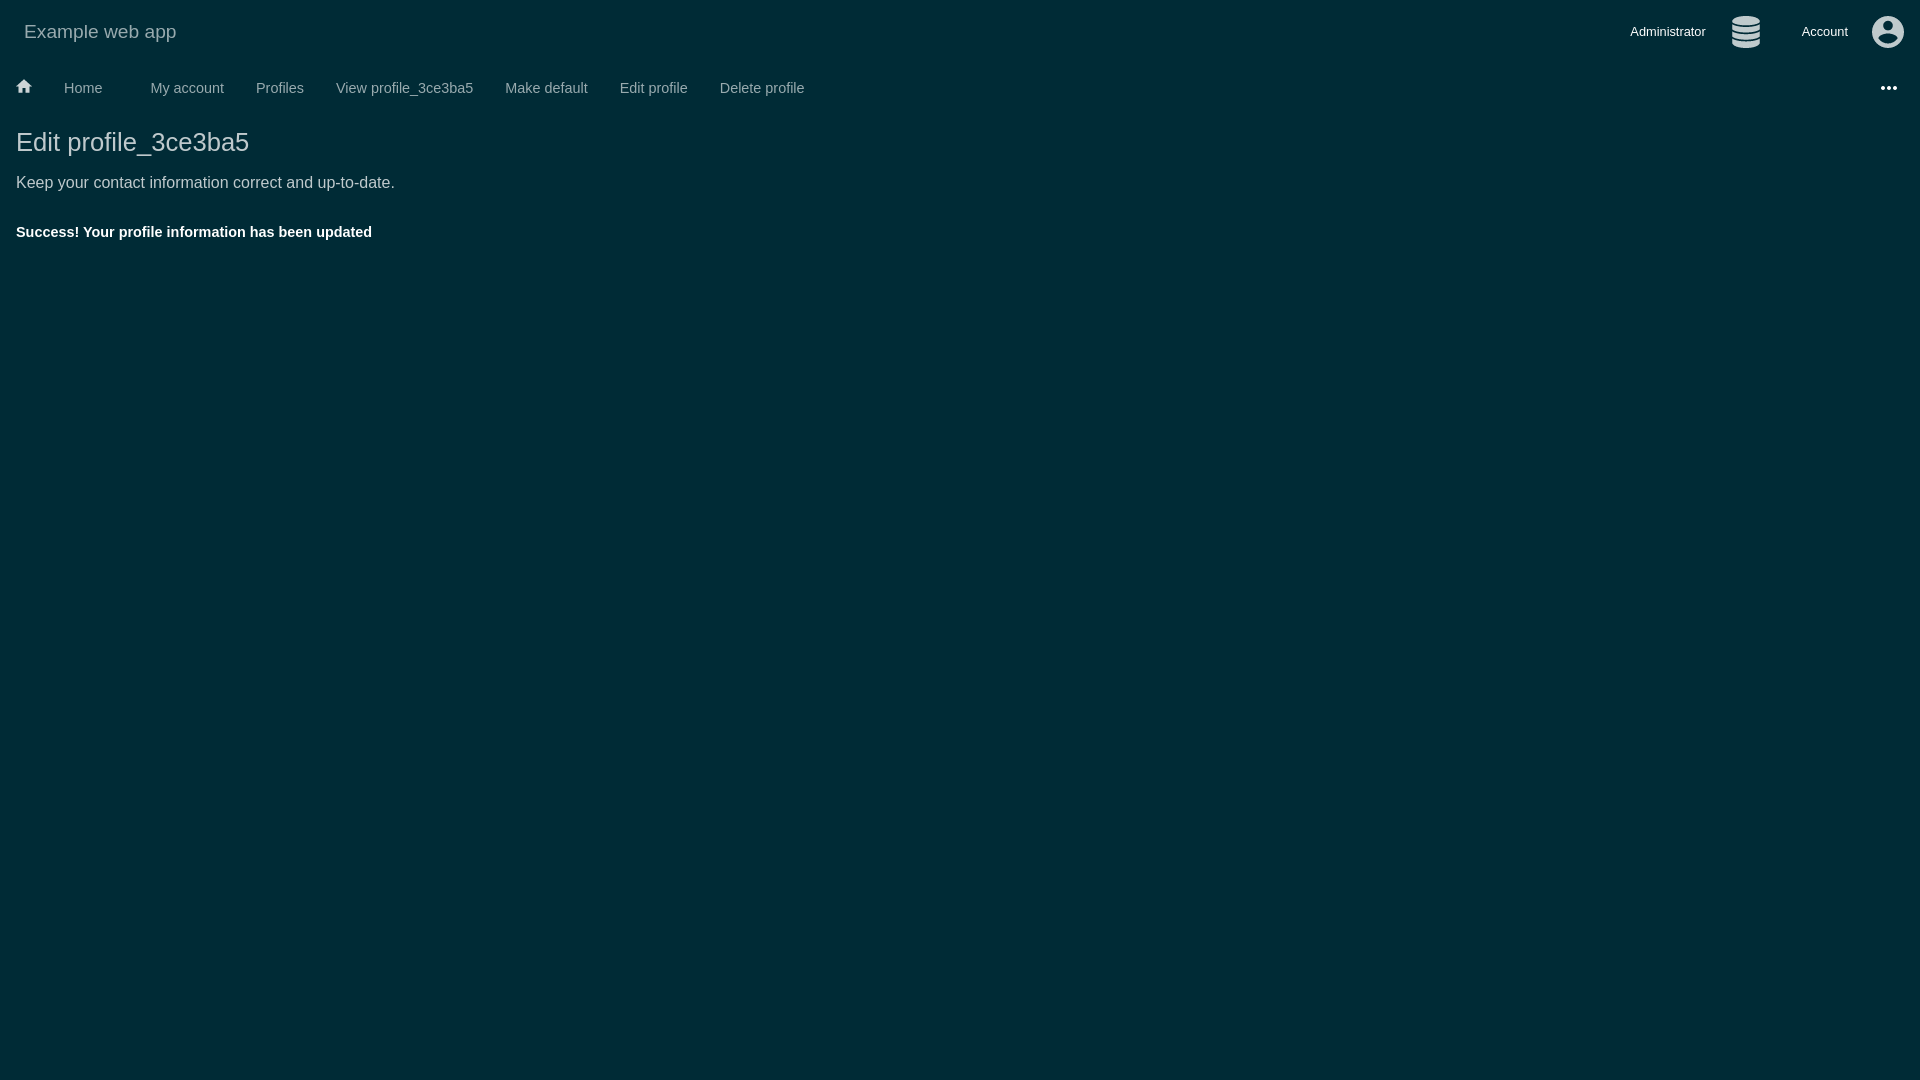 Example web app
Administrator
Account
Home
My account
Profiles
View profile_3ce3ba5
Make default
Edit profile
Delete profile
Edit profile_3ce3ba5
Keep your contact information correct and up-to-date.
Success! Your profile information has been updated